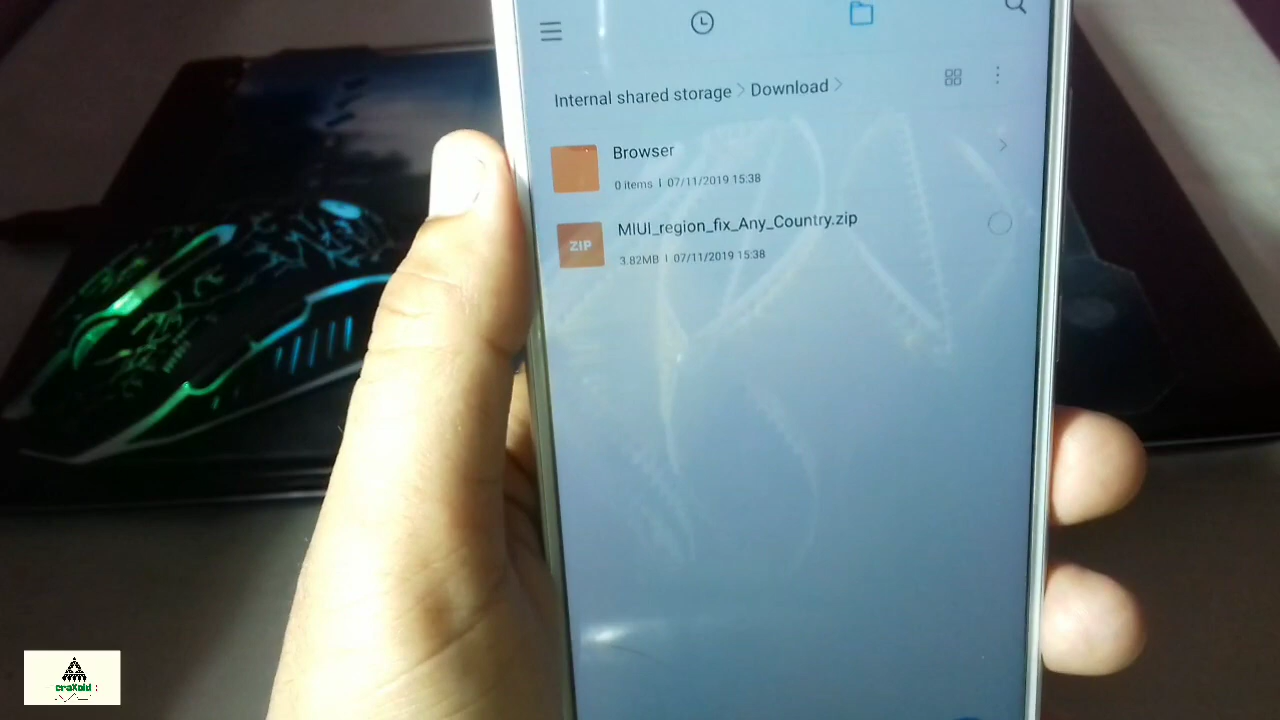 Internal shared storage > Download >
Browser
0 items | 07/11/2019 15:38
ZIP
MIUI_region_fix_Any_Country.zip
3.82MB | 07/11/2019 15:38
craXoid